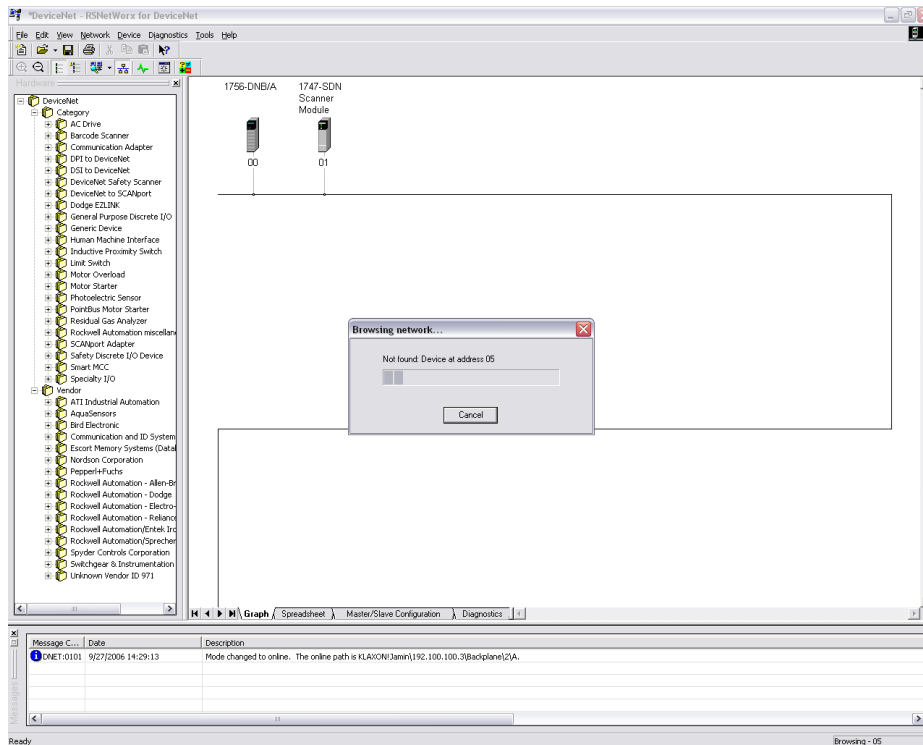 *DeviceNet - RSNetWorx for DeviceNet
File Edit View Network Device Diagnostics Tools Help
Hardware
DeviceNet
Category
AC Drive
Barcode Scanner
Communication Adapter
DPI to DeviceNet
DSI to DeviceNet
DeviceNet Safety Scanner
DeviceNet to SCANport
Dodge EZLINK
General Purpose Discrete I/O
Generic Device
Human Machine Interface
Inductive Proximity Switch
Limit Switch
Motor Overload
Motor Starter
Photoelectric Sensor
PointBus Motor Starter
Residual Gas Analyzer
Rockwell Automation miscellan
SCANport Adapter
Safety Discrete I/O Device
Smart MCC
Specialty I/O
Vendor
ATI Industrial Automation
AquaSensors
Bird Electronic
Communication and ID System
Escort Memory Systems (Datal
Nordson Corporation
Pepperl+Fuchs
Rockwell Automation - Allen-Br
Rockwell Automation - Dodge
Rockwell Automation - Electro-
Rockwell Automation - Reliance
Rockwell Automation/Entek Irc
Rockwell Automation/Sprecher
Spyder Controls Corporation
Switchgear & Instrumentation
Unknown Vendor ID 971
1756-DNB/A
1747-SDN
Scanner
Module
00
01
Browsing network...
Not found: Device at address 05
Cancel
Graph Spreadsheet Master/Slave Configuration Diagnostics
Messages
Message C... Date Description
DNET:0101 9/27/2006 14:29:13 Mode changed to online. The online path is KLAXON!Jamin\192.100.100.3\Backplane\2\A.
Ready
Browsing - 05